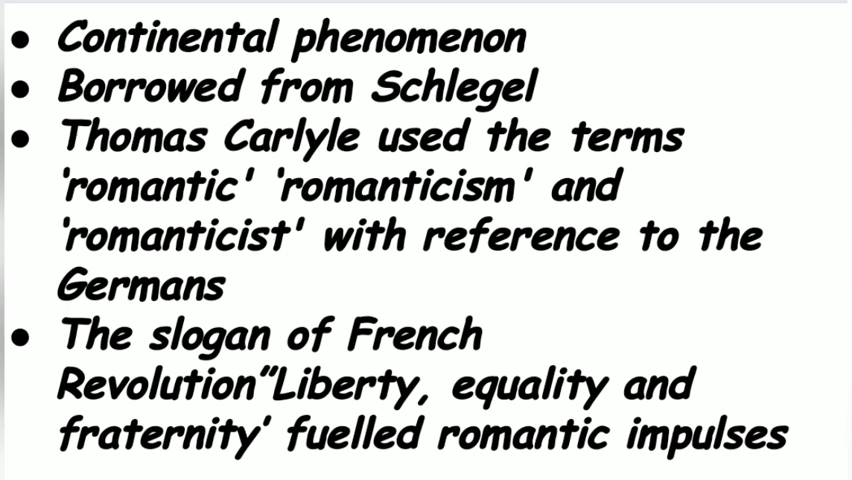 ● Continental phenomenon
● Borrowed from Schlegel
● Thomas Carlyle used the terms
‘romantic' ‘romanticism' and
‘romanticist' with reference to the
Germans
● The slogan of French
Revolution”Liberty, equality and
fraternity’ fuelled romantic impulses